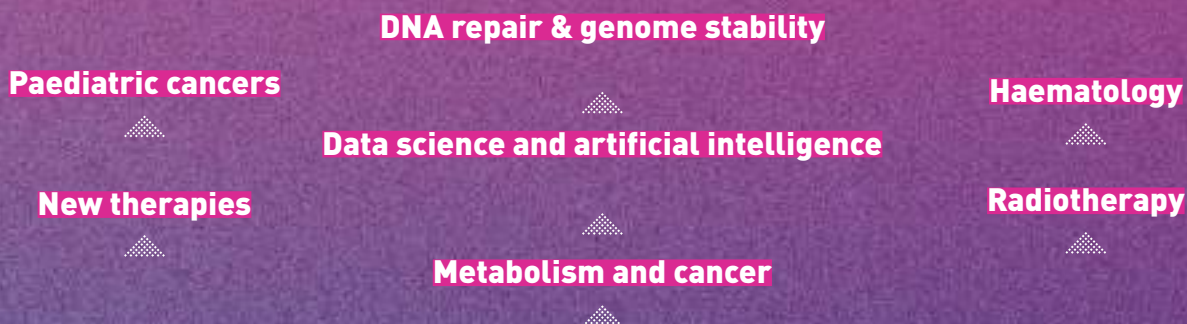 DNA repair & genome stability
Paediatric cancers
Haematology
Data science and artificial intelligence
New therapies
Radiotherapy
Metabolism and cancer